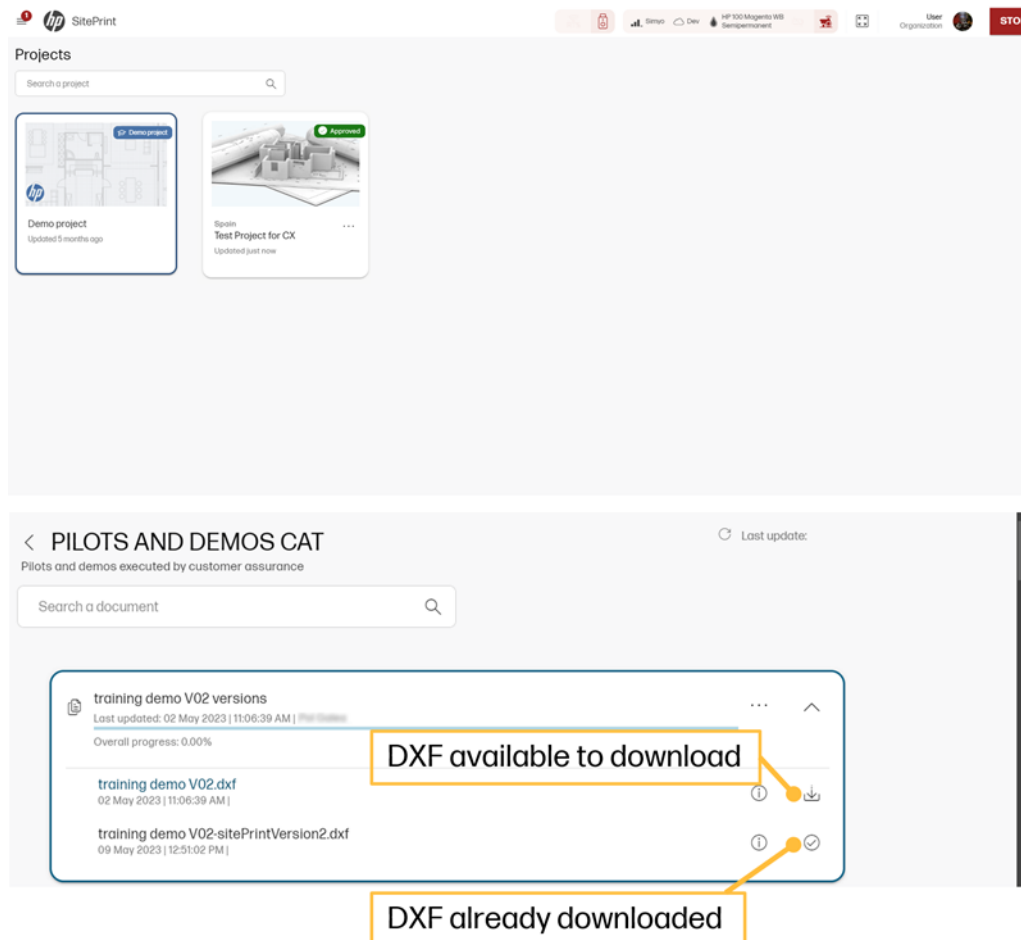 1
hp SitePrint
Simyo
Dev
HP 100 Magenta WB
Semipermanent
User
Organization
Projects
Search a project
Demo project
hp
Demo project
Updated 5 months ago
Approved
Spain
Test Project for CX
...
Updated just now
PILOTS AND DEMOS CAT
Last update:
Pilots and demos executed by customer assurance
Search a document
training demo V02 versions
...
Last updated: 02 May 2023 | 11:06:39 AM |
Overall progress: 0.00%
DXF available to download
training demo V02.dxf
02 May 2023 | 11:06:39 AM |
training demo V02-sitePrintVersion2.dxf
09 May 2023 | 12:51:02 PM |
DXF already downloaded